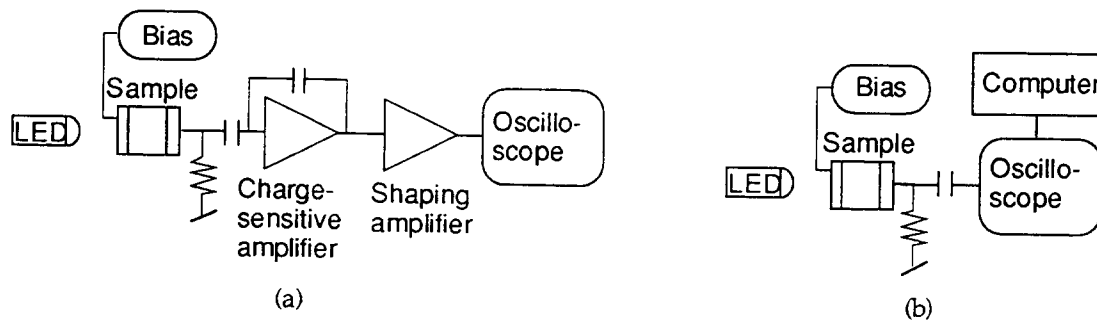 Bias
Sample
LED
Oscillo-
scope
Charge-
sensitive
amplifier
Shaping
amplifier
(a)
Computer
Bias
Sample
LED
Oscillo-
scope
(b)